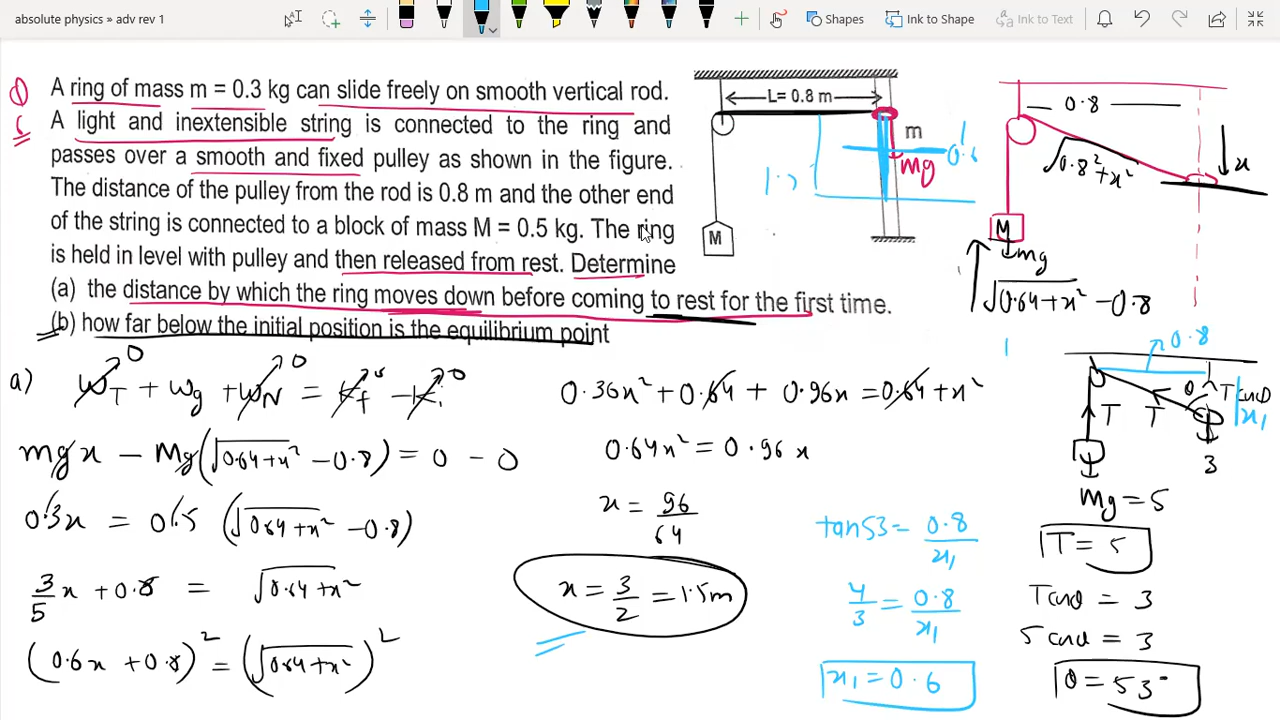 absolute physics » adv rev 1
Shapes
Ink to Shape
Ink to Text
① A ring of mass m = 0.3 kg can slide freely on smooth vertical rod.
6 A light and inextensible string is connected to the ring and
passes over a smooth and fixed pulley as shown in the figure.
The distance of the pulley from the rod is 0.8 m and the other end
of the string is connected to a block of mass M = 0.5 kg. The ring
is held in level with pulley and then released from rest. Determine
(a) the distance by which the ring moves down before coming to rest for the first time.
(b) how far below the initial position is the equilibrium point
L= 0.8 m
m
mg
0.6
M
0.8
√0.8²+x²
x
M
mg
√0.64+x² -0.8
a) W_T + W_g + W_N = K_f - K_i
0 0 0 0
mgx - Mg(√0.64+x² -0.8) = 0 - 0
0.3x = 0.5 (√0.64+x² -0.8)
3/5 x + 0.8 = √0.64+x²
(0.6x + 0.8)² = (√0.64+x²)²
0.36x² + 0.64 + 0.96x = 0.64 + x²
0.64x² = 0.96x
x = 96/64
x = 3/2 = 1.5m
0.8
θ
T cosθ
x₁
T T
3
Mg = 5
T = 5
T cosθ = 3
5 cosθ = 3
θ = 53°
tan53 = 0.8/x₁
4/3 = 0.8/x₁
x₁ = 0.6